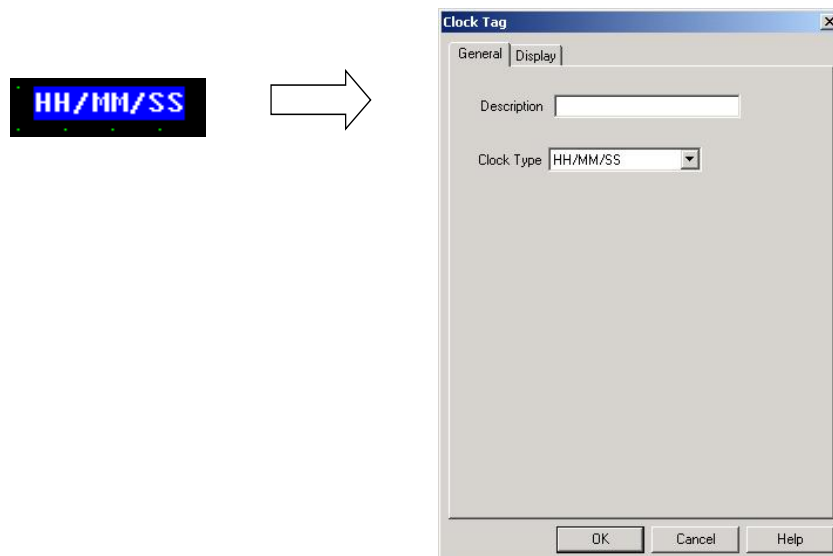 HH/MM/SS
Clock Tag
General Display
Description
Clock Type HH/MM/SS
OK Cancel Help